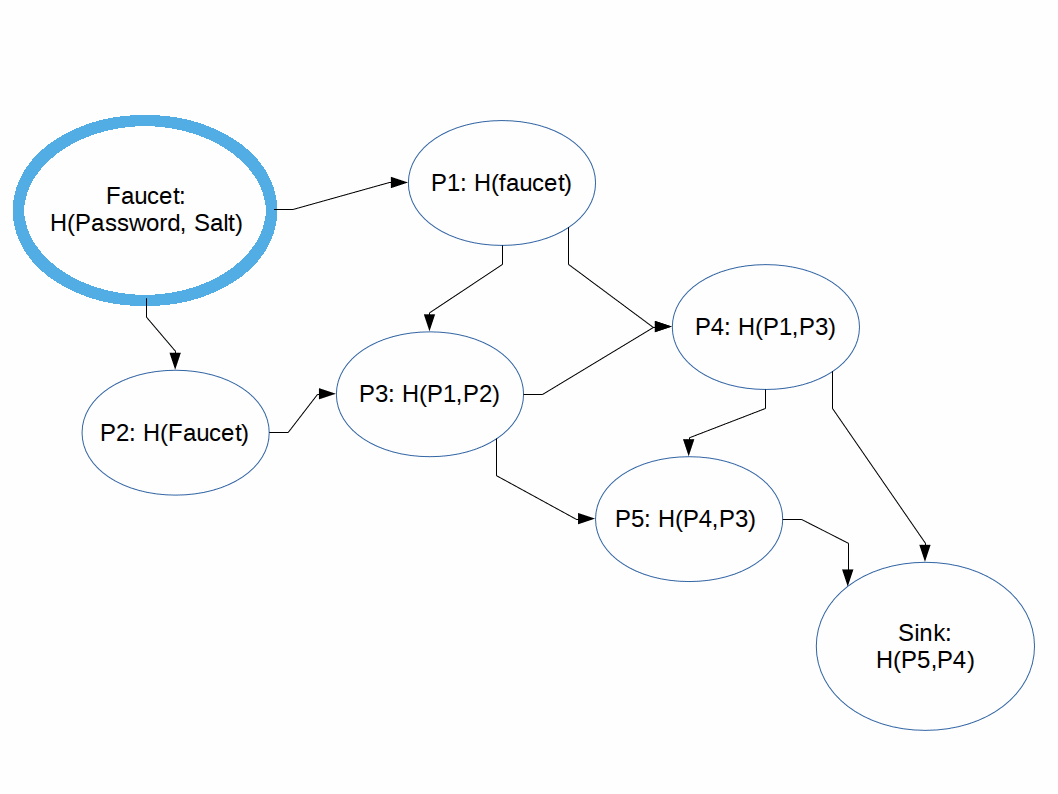 Faucet:
H(Password, Salt)
P1: H(faucet)
P2: H(Faucet)
P3: H(P1,P2)
P4: H(P1,P3)
P5: H(P4,P3)
Sink:
H(P5,P4)